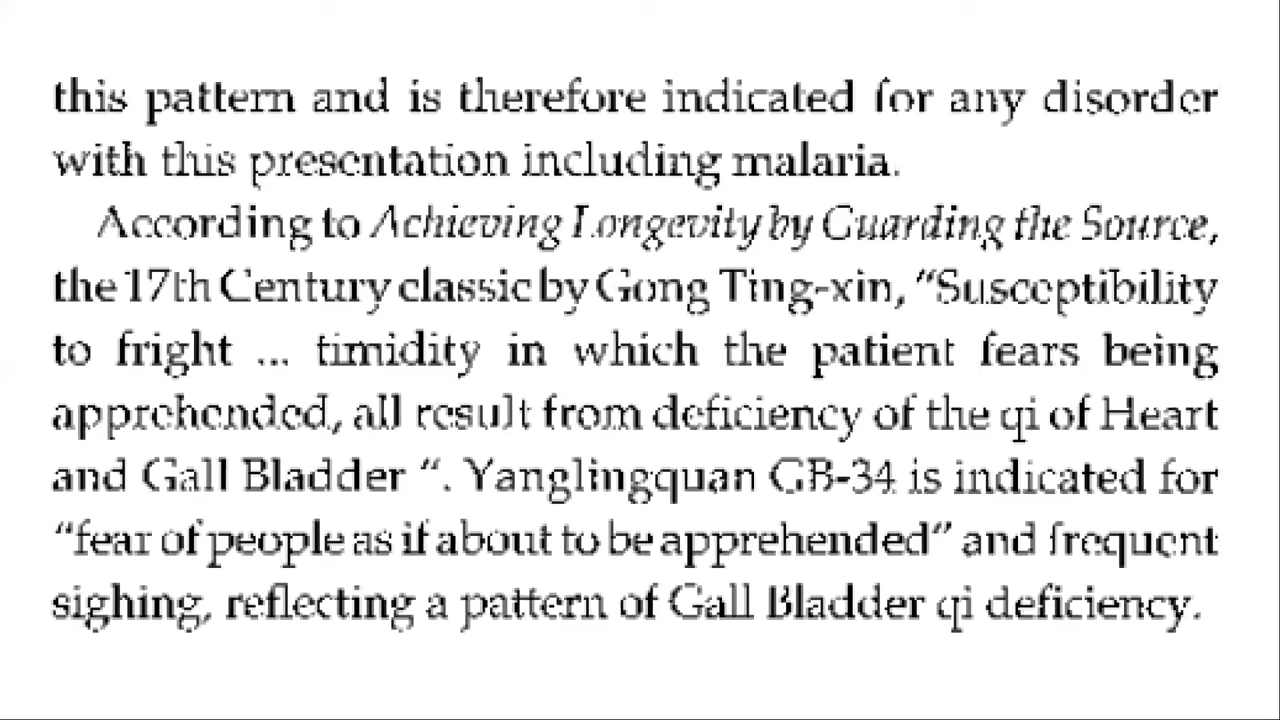 this pattern and is therefore indicated for any disorder
with this presentation including malaria.
According to Achieving Longevity by Guarding the Source,
the 17th Century classic by Gong Ting-xin, “Susceptibility
to fright ... timidity in which the patient fears being
apprehended, all result from deficiency of the qi of Heart
and Gall Bladder “. Yanglingquan GB-34 is indicated for
“fear of people as if about to be apprehended” and frequent
sighing, reflecting a pattern of Gall Bladder qi deficiency.